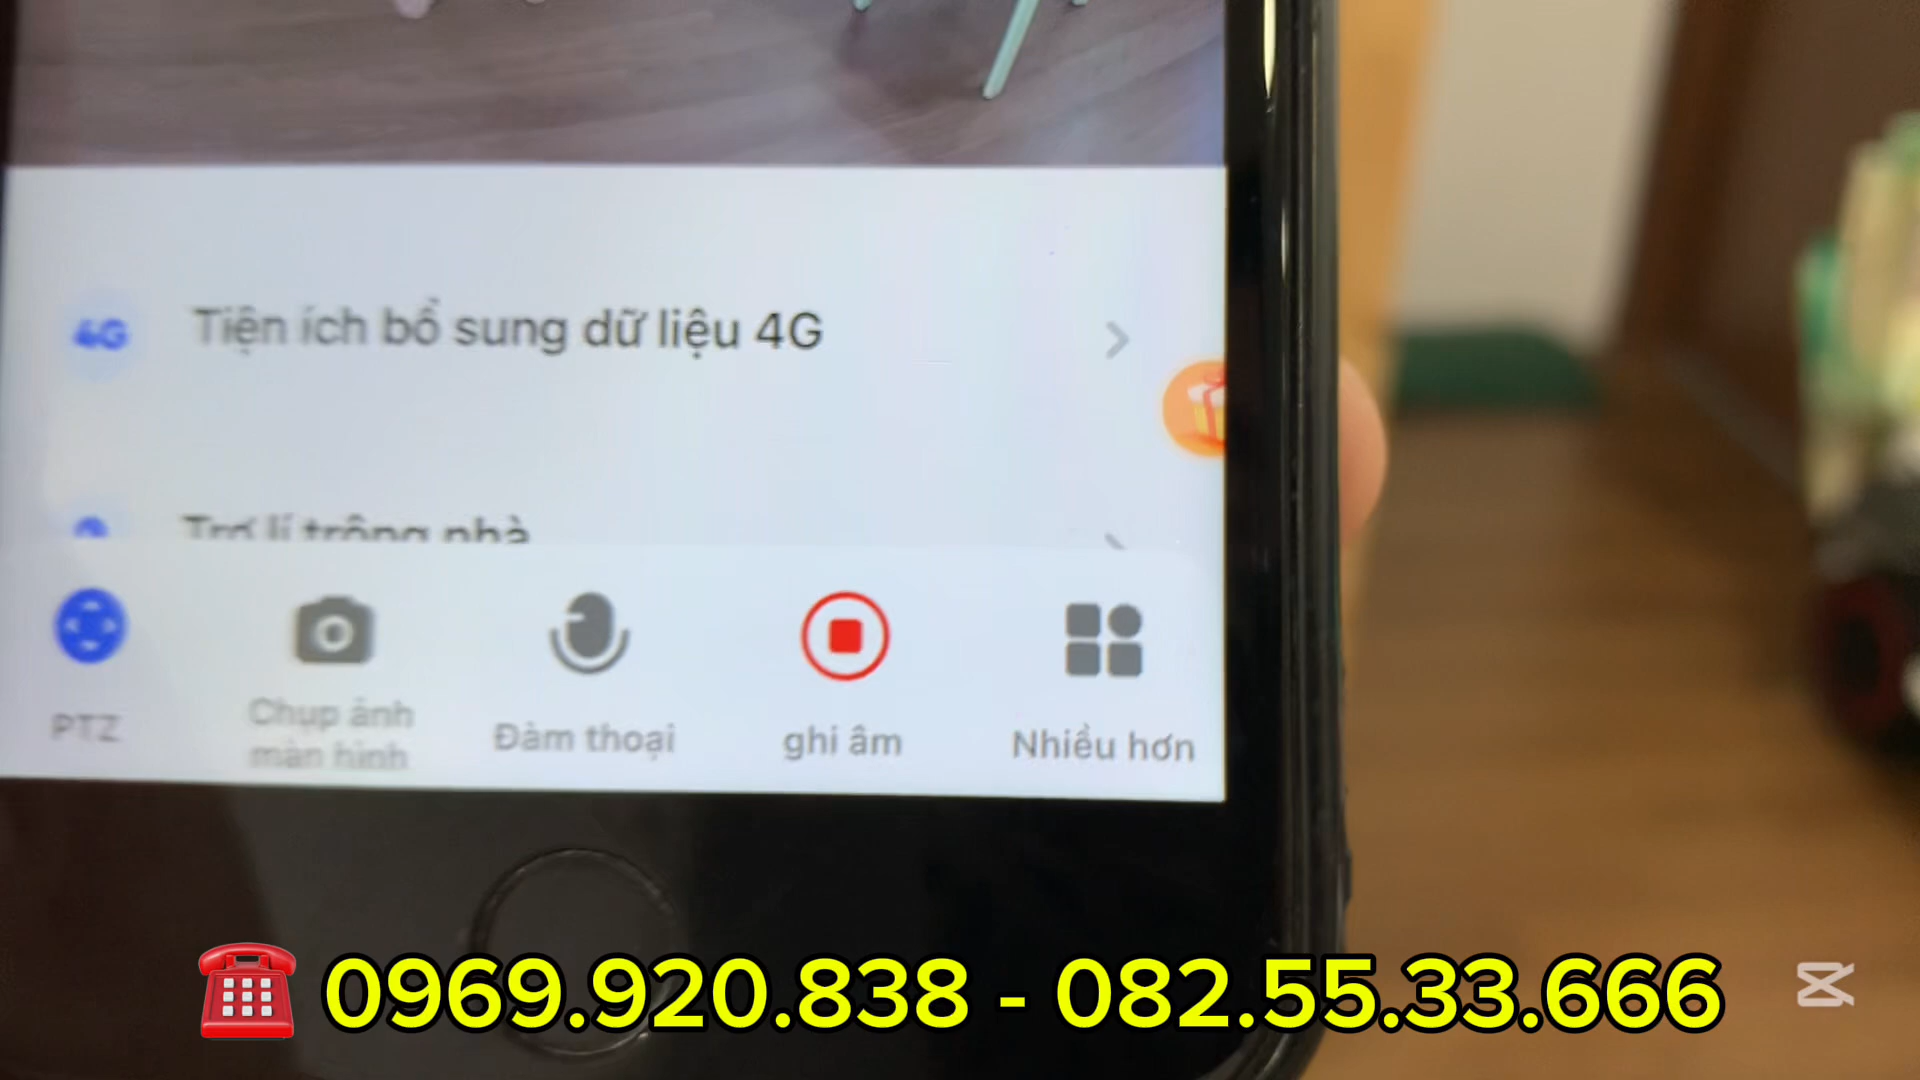 4G
Tiện ích bổ sung dữ liệu 4G
Trợ lí trông nhà
PTZ
Chụp ảnh
màn hình
Đàm thoại
ghi âm
Nhiều hơn
0969.920.838 - 082.55.33.666